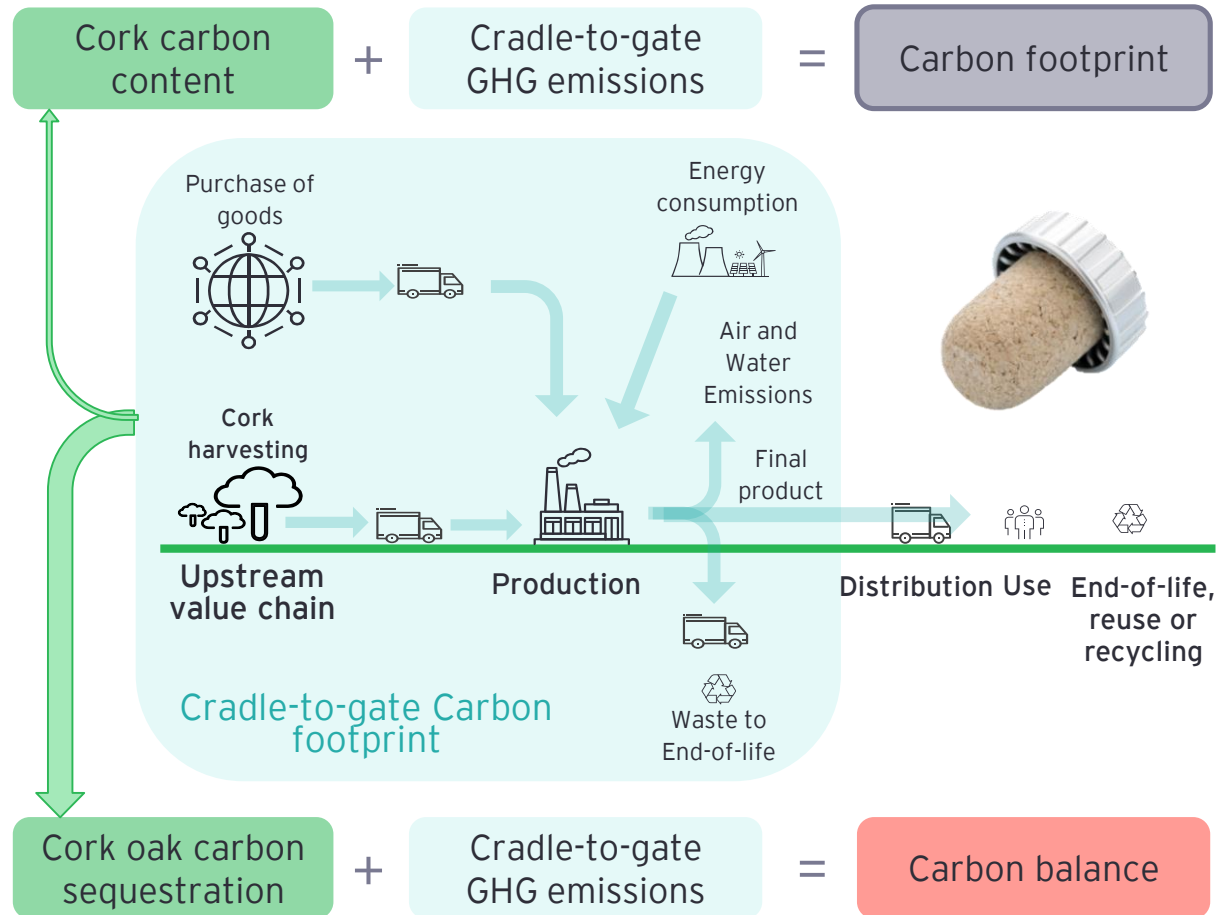 Cork carbon
content
+
Cradle-to-gate
GHG emissions
=
Carbon footprint
Purchase of
goods
Energy
consumption
Air and
Water
Emissions
Cork
harvesting
Final
product
Upstream
value chain
Production
Distribution
Use
End-of-life,
reuse or
recycling
Cradle-to-gate Carbon
footprint
Waste to
End-of-life
Cork oak carbon
sequestration
+
Cradle-to-gate
GHG emissions
=
Carbon balance